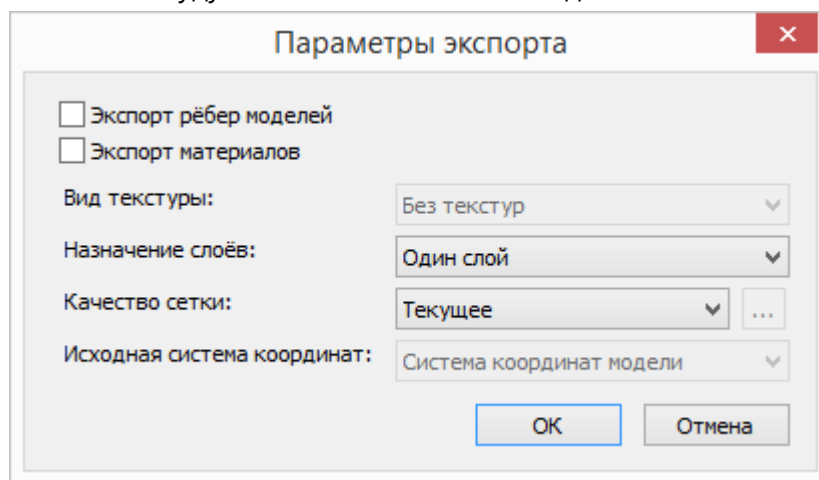 Параметры экспорта
Экспорт рёбер моделей
Экспорт материалов
Вид текстуры: Без текстур
Назначение слоёв: Один слой
Качество сетки: Текущее ...
Исходная система координат: Система координат модели
ОК Отмена